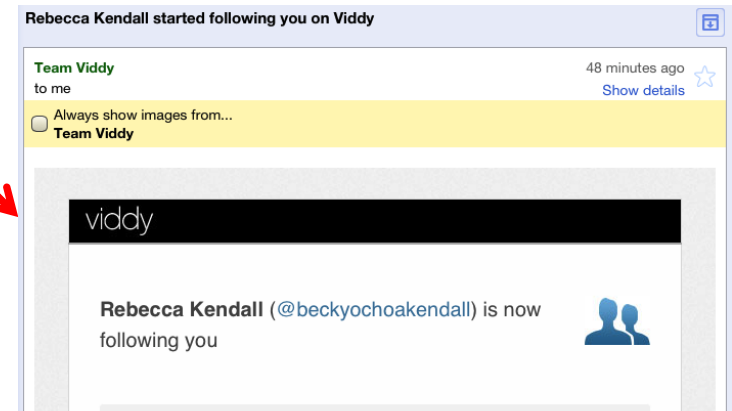 Rebecca Kendall started following you on Viddy
Team Viddy
48 minutes ago
to me
Show details
Always show images from...
Team Viddy
viddy
Rebecca Kendall (@beckyochoakendall) is now
following you